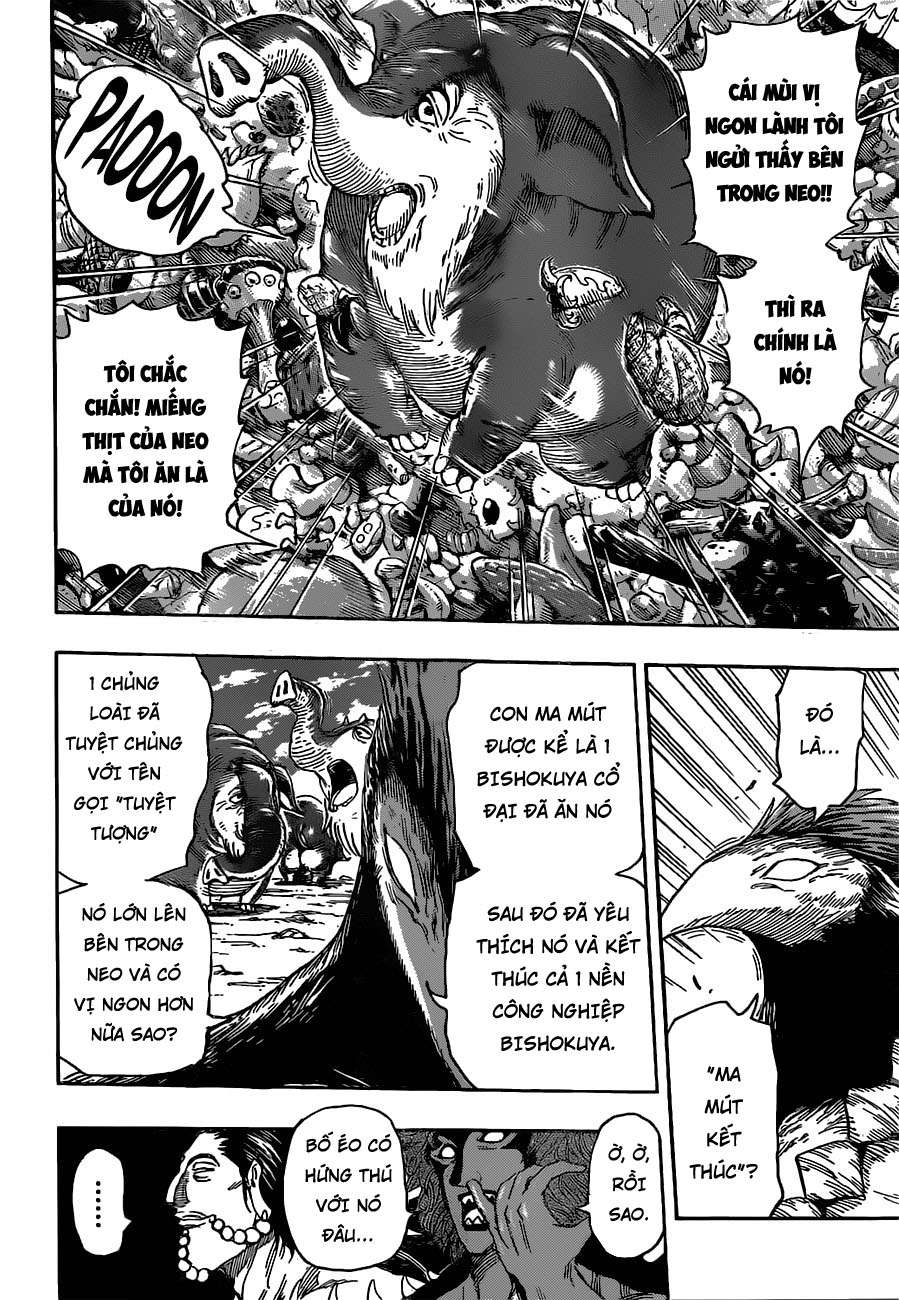 CÁI MÙI VỊ
NGON LÀNH TÔI
NGỬI THẤY BÊN
TRONG NEO!!
THÌ RA
CHÍNH LÀ
NÓ!
PAOOON
TÔI CHẮC
CHẮN! MIẾNG
THỊT CỦA NEO
MÀ TÔI ĂN LÀ
CỦA NÓ!
ĐÓ
LÀ...
"MA
MÚT
KẾT
THÚC"?
CON MA MÚT
ĐƯỢC KỂ LÀ 1
BISHOKUYA CỔ
ĐẠI ĐÃ ĂN NÓ
SAU ĐÓ ĐÃ YÊU
THÍCH NÓ VÀ KẾT
THÚC CẢ 1 NỀN
CÔNG NGHIỆP
BISHOKUYA.
1 CHỦNG
LOÀI ĐÃ
TUYỆT CHỦNG
VỚI TÊN
GỌI "TUYỆT
TƯỢNG"
NÓ LỚN LÊN
BÊN TRONG
NEO VÀ CÓ
VỊ NGON HƠN
NỮA SAO?
Ờ, Ờ,
RỒI
SAO.
BỐ ÉO CÓ
HỨNG THÚ
VỚI NÓ
ĐÂU...
......